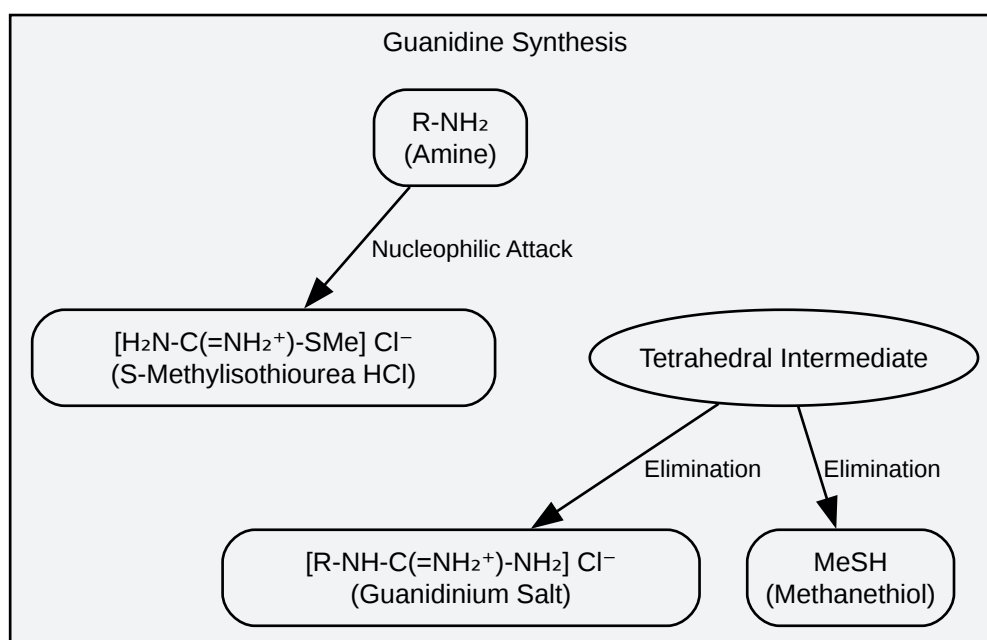 Guanidine Synthesis
R-NH₂
(Amine)
Nucleophilic Attack
[H₂N-C(=NH₂⁺)-SMe] Cl⁻
(S-Methylisothiourea HCl)
Tetrahedral Intermediate
Elimination
Elimination
[R-NH-C(=NH₂⁺)-NH₂] Cl⁻
(Guanidinium Salt)
MeSH
(Methanethiol)